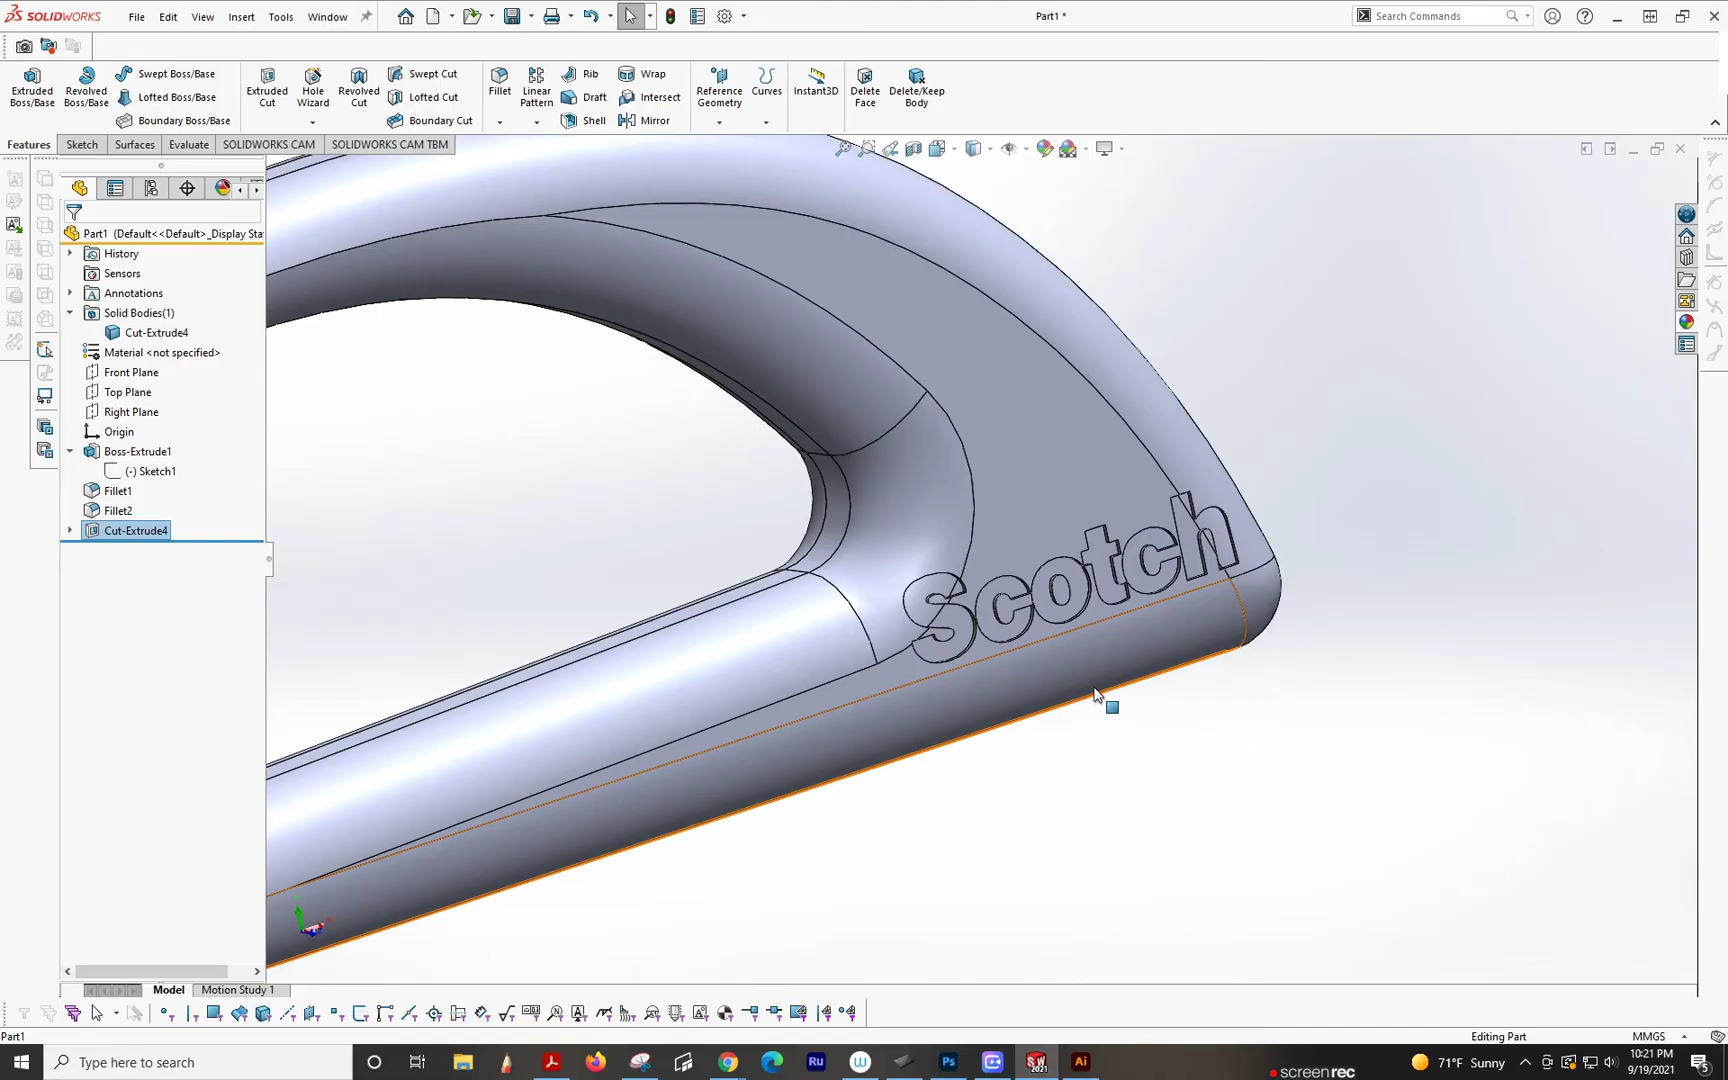 SOLIDWORKS File Edit View Insert Tools Window Part1 * Search Commands
Extruded Boss/Base Revolved Boss/Base Swept Boss/Base Lofted Boss/Base Boundary Boss/Base Extruded Cut Hole Wizard Revolved Cut Swept Cut Lofted Cut Boundary Cut Fillet Linear Pattern Rib Draft Shell Wrap Intersect Mirror Reference Geometry Curves Instant3D Delete Face Delete/Keep Body
Features Sketch Surfaces Evaluate SOLIDWORKS CAM SOLIDWORKS CAM TBM
Part1 (Default<<Default>_Display Sta
History
Sensors
Annotations
Solid Bodies(1)
Cut-Extrude4
Material <not specified>
Front Plane
Top Plane
Right Plane
Origin
Boss-Extrude1
(-) Sketch1
Fillet1
Fillet2
Cut-Extrude4
Scotch
Model Motion Study 1
Part1 Editing Part MMGS
Type here to search 71°F Sunny 10:21 PM
9/19/2021
screenrec